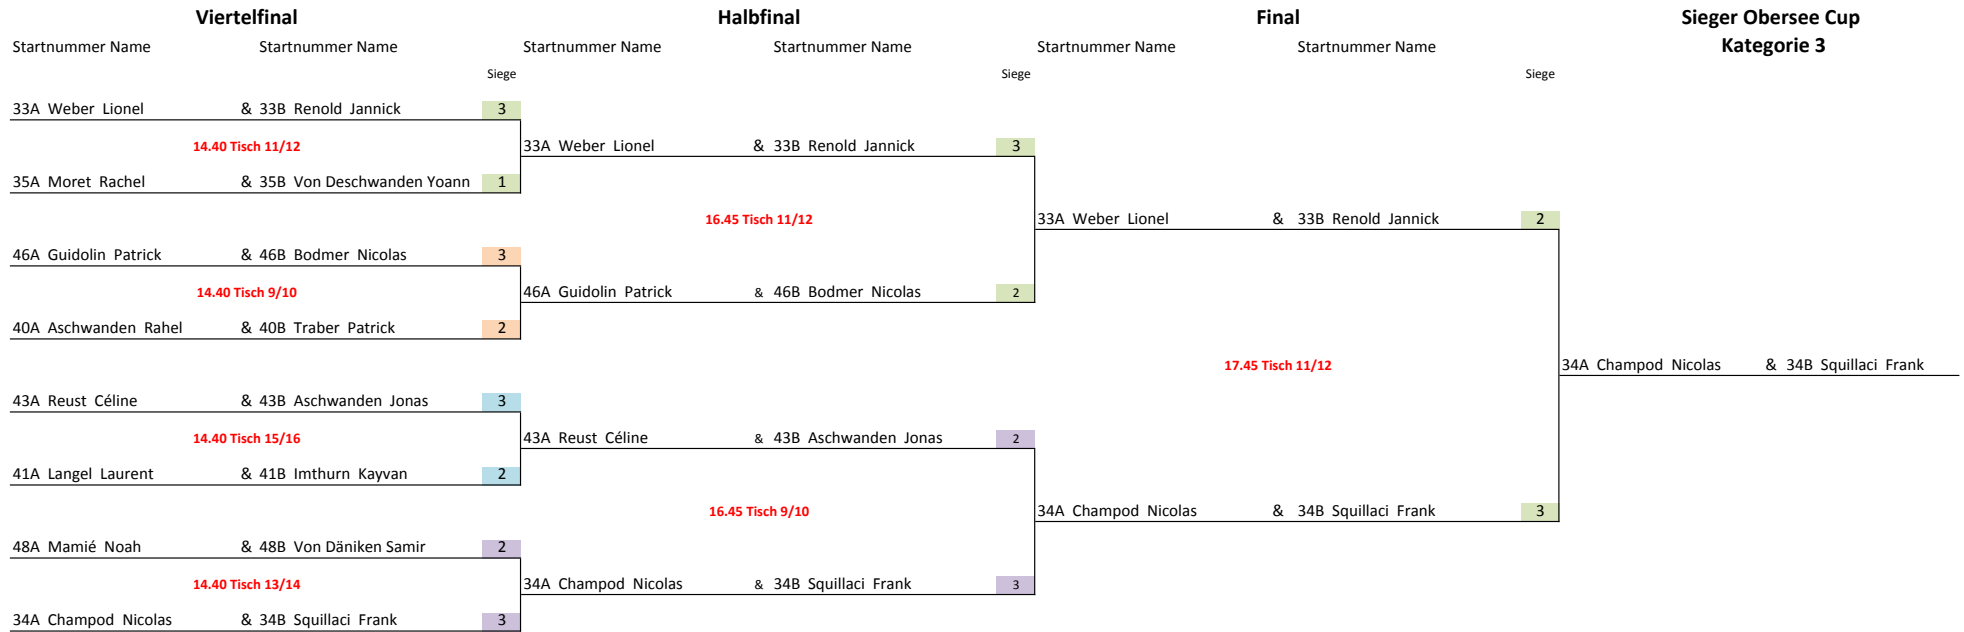 Viertelfinal Halbfinal Final Sieger Obersee Cup
Startnummer Name Startnummer Name Startnummer Name Startnummer Name Startnummer Name Startnummer Name Kategorie 3
Siege Siege Siege
33A Weber Lionel & 33B Renold Jannick 3
14.40 Tisch 11/12 33A Weber Lionel & 33B Renold Jannick 3
35A Moret Rachel & 35B Von Deschwanden Yoann 1
16.45 Tisch 11/12 33A Weber Lionel & 33B Renold Jannick 2
46A Guidolin Patrick & 46B Bodmer Nicolas 3
14.40 Tisch 9/10 46A Guidolin Patrick & 46B Bodmer Nicolas 2
40A Aschwanden Rahel & 40B Traber Patrick 2
17.45 Tisch 11/12 34A Champod Nicolas & 34B Squillaci Frank
43A Reust Céline & 43B Aschwanden Jonas 3
14.40 Tisch 15/16 43A Reust Céline & 43B Aschwanden Jonas 2
41A Langel Laurent & 41B Imthurn Kayvan 2
16.45 Tisch 9/10 34A Champod Nicolas & 34B Squillaci Frank 3
48A Mamié Noah & 48B Von Däniken Samir 2
14.40 Tisch 13/14 34A Champod Nicolas & 34B Squillaci Frank 3
34A Champod Nicolas & 34B Squillaci Frank 3